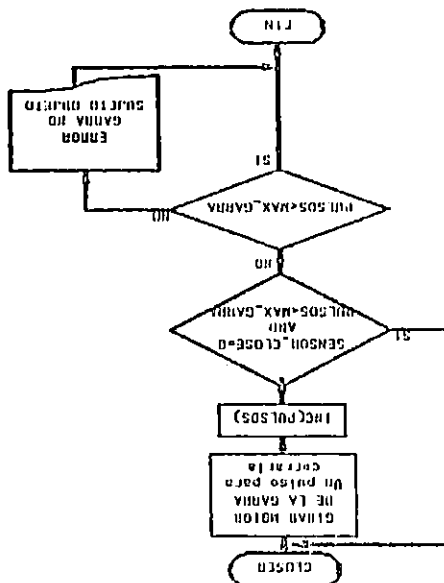 CLOSER
GIRAR MOTOR
DE LA GARRA
Un pulso para
cerrarla
INC(PULSOS)
SENSOR_CLOSE=0
AND
PULSOS<MAX_GARRA
SI
NO
PULSOS<MAX_GARRA
NO
SI
ERROR
GARRA NO
SUJETO OBJETO
FIN